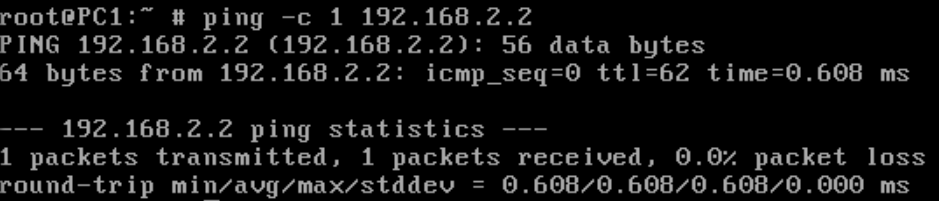 root@PC1:~ # ping -c 1 192.168.2.2
PING 192.168.2.2 (192.168.2.2): 56 data bytes
64 bytes from 192.168.2.2: icmp_seq=0 ttl=62 time=0.608 ms

--- 192.168.2.2 ping statistics ---
1 packets transmitted, 1 packets received, 0.0% packet loss
round-trip min/avg/max/stddev = 0.608/0.608/0.608/0.000 ms